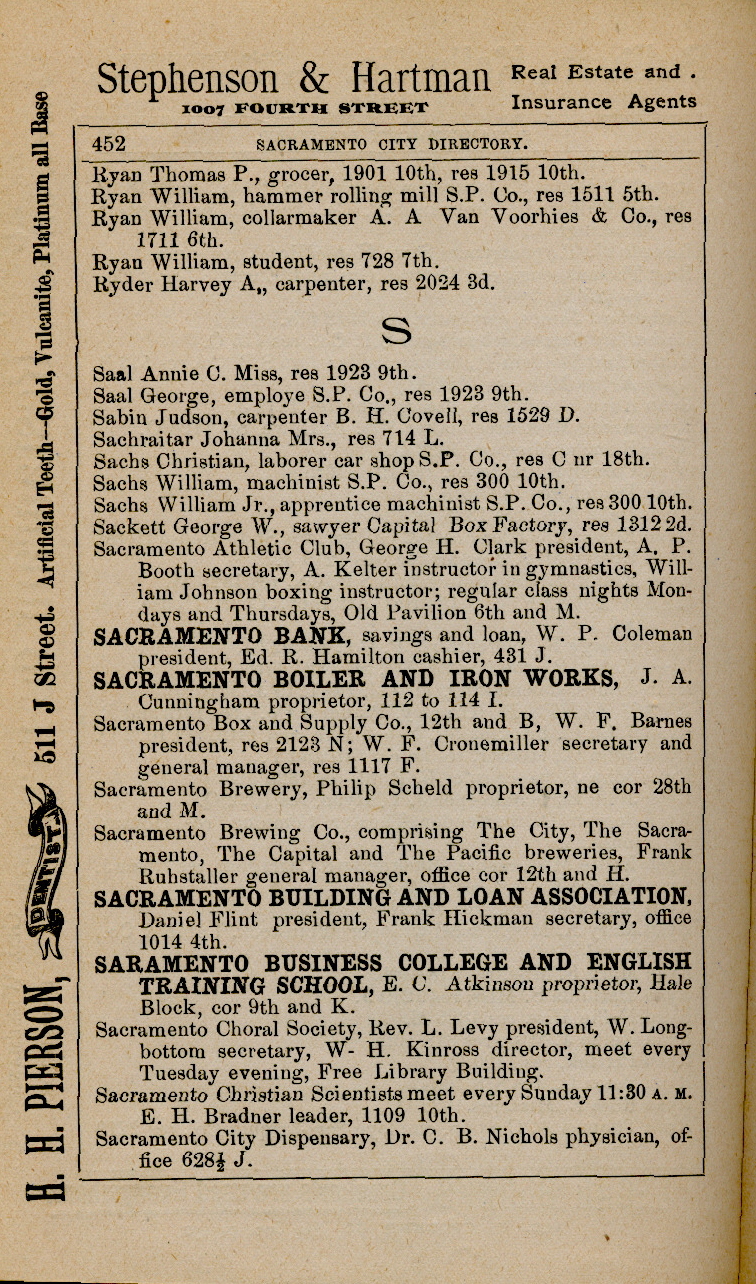 Stephenson & Hartman Real Estate and .
1007 FOURTH STREET Insurance Agents
452 SACRAMENTO CITY DIRECTORY.
Ryan Thomas P., grocer, 1901 10th, res 1915 10th.
Ryan William, hammer rolling mill S.P. Co., res 1511 5th.
Ryan William, collarmaker A. A Van Voorhies & Co., res
1711 6th.
Ryan William, student, res 728 7th.
Ryder Harvey A., carpenter, res 2024 3d.
S
Saal Annie C. Miss, res 1923 9th.
Saal George, employe S.P. Co., res 1923 9th.
Sabin Judson, carpenter B. H. Covell, res 1529 D.
Sachraitar Johanna Mrs., res 714 L.
Sachs Christian, laborer car shop S.P. Co., res C nr 18th.
Sachs William, machinist S.P. Co., res 300 10th.
Sachs William Jr., apprentice machinist S.P. Co., res 300 10th.
Sackett George W., sawyer Capital Box Factory, res 1312 2d.
Sacramento Athletic Club, George H. Clark president, A. P.
Booth secretary, A. Kelter instructor in gymnastics, Will-
iam Johnson boxing instructor; regular class nights Mon-
days and Thursdays, Old Pavilion 6th and M.
SACRAMENTO BANK, savings and loan, W. P. Coleman
president, Ed. R. Hamilton cashier, 431 J.
SACRAMENTO BOILER AND IRON WORKS, J. A.
Cunningham proprietor, 112 to 114 I.
Sacramento Box and Supply Co., 12th and B, W. F. Barnes
president, res 2123 N; W. F. Cronemiller secretary and
general manager, res 1117 F.
Sacramento Brewery, Philip Scheld proprietor, ne cor 28th
and M.
Sacramento Brewing Co., comprising The City, The Sacra-
mento, The Capital and The Pacific breweries, Frank
Ruhstaller general manager, office cor 12th and H.
SACRAMENTO BUILDING AND LOAN ASSOCIATION,
Daniel Flint president, Frank Hickman secretary, office
1014 4th.
SARAMENTO BUSINESS COLLEGE AND ENGLISH
TRAINING SCHOOL, E. C. Atkinson proprietor, Hale
Block, cor 9th and K.
Sacramento Choral Society, Rev. L. Levy president, W. Long-
bottom secretary, W- H. Kinross director, meet every
Tuesday evening, Free Library Building.
Sacramento Christian Scientists meet every Sunday 11:30 A. M.
E. H. Bradner leader, 1109 10th.
Sacramento City Dispensary, Dr. C. B. Nichols physician, of-
fice 628½ J.
H. H. PIERSON, DENTIST, 511 J Street. Artificial Teeth—Gold, Vulcanite, Platinum all Base